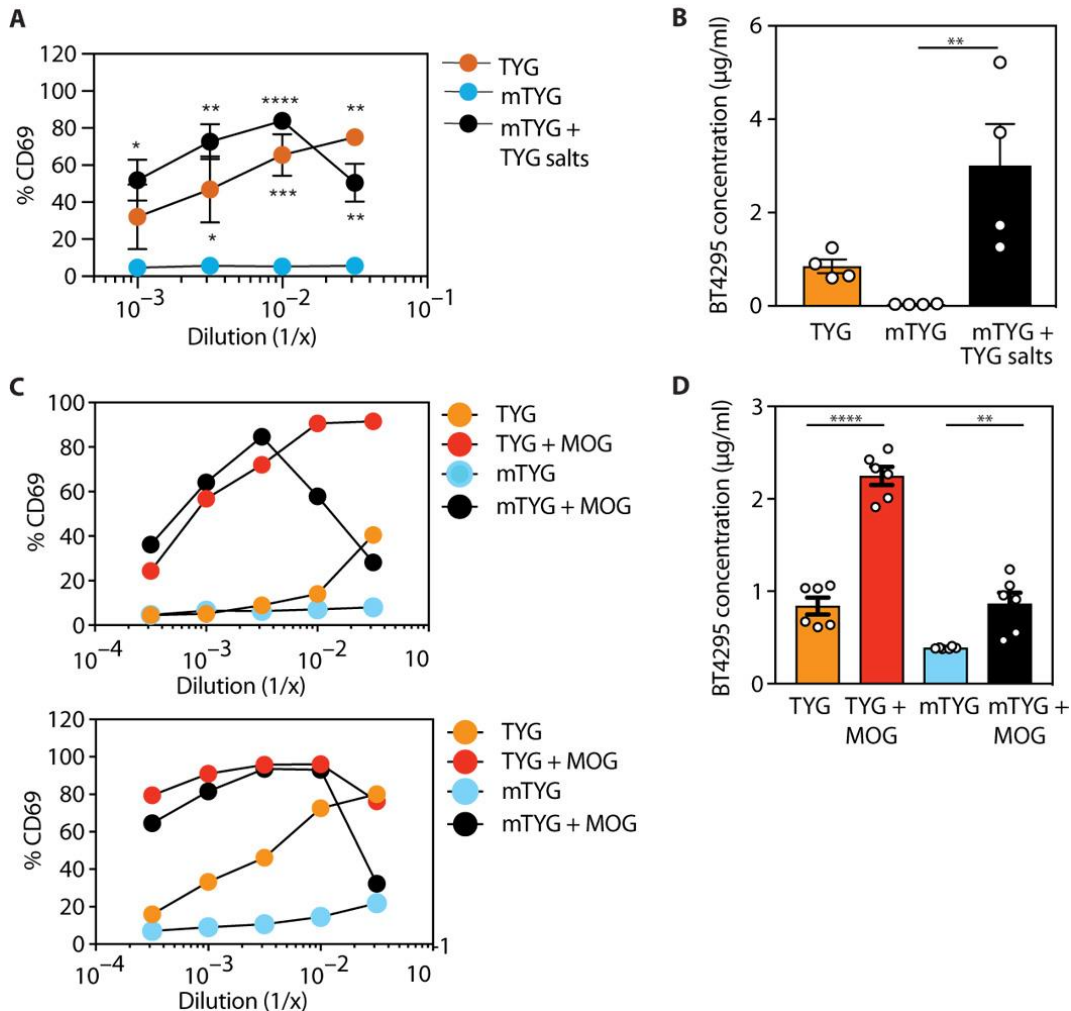 A
120
100
80
60
40
20
0
% CD69
* ** **** **
* *** **
10−3 10−2 10−1
Dilution (1/x)
TYG
mTYG
mTYG +
TYG salts
B
6
4
2
0
BT4295 concentration (μg/ml)
**
TYG mTYG mTYG +
TYG salts
C
100
80
60
40
20
0
% CD69
10−4 10−3 10−2 10
Dilution (1/x)
TYG
TYG + MOG
mTYG
mTYG + MOG
120
100
80
60
40
20
0
% CD69
10−4 10−3 10−2 10-1
Dilution (1/x)
TYG
TYG + MOG
mTYG
mTYG + MOG
D
3
2
1
0
BT4295 concentration (μg/ml)
**** **
TYG TYG + mTYG mTYG +
MOG MOG